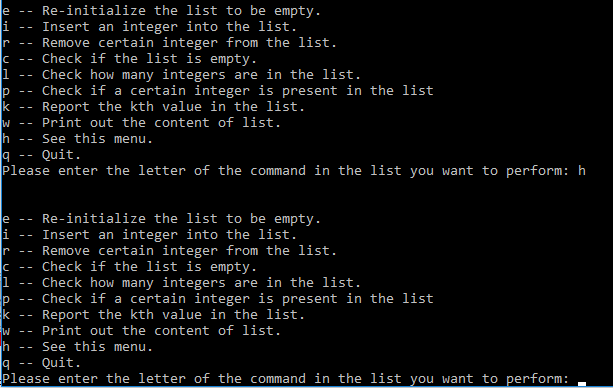 e -- Re-initialize the list to be empty.
i -- Insert an integer into the list.
r -- Remove certain integer from the list.
c -- Check if the list is empty.
l -- Check how many integers are in the list.
p -- Check if a certain integer is present in the list
k -- Report the kth value in the list.
w -- Print out the content of list.
h -- See this menu.
q -- Quit.
Please enter the letter of the command in the list you want to perform: h
e -- Re-initialize the list to be empty.
i -- Insert an integer into the list.
r -- Remove certain integer from the list.
c -- Check if the list is empty.
l -- Check how many integers are in the list.
p -- Check if a certain integer is present in the list
k -- Report the kth value in the list.
w -- Print out the content of list.
h -- See this menu.
q -- Quit.
Please enter the letter of the command in the list you want to perform: